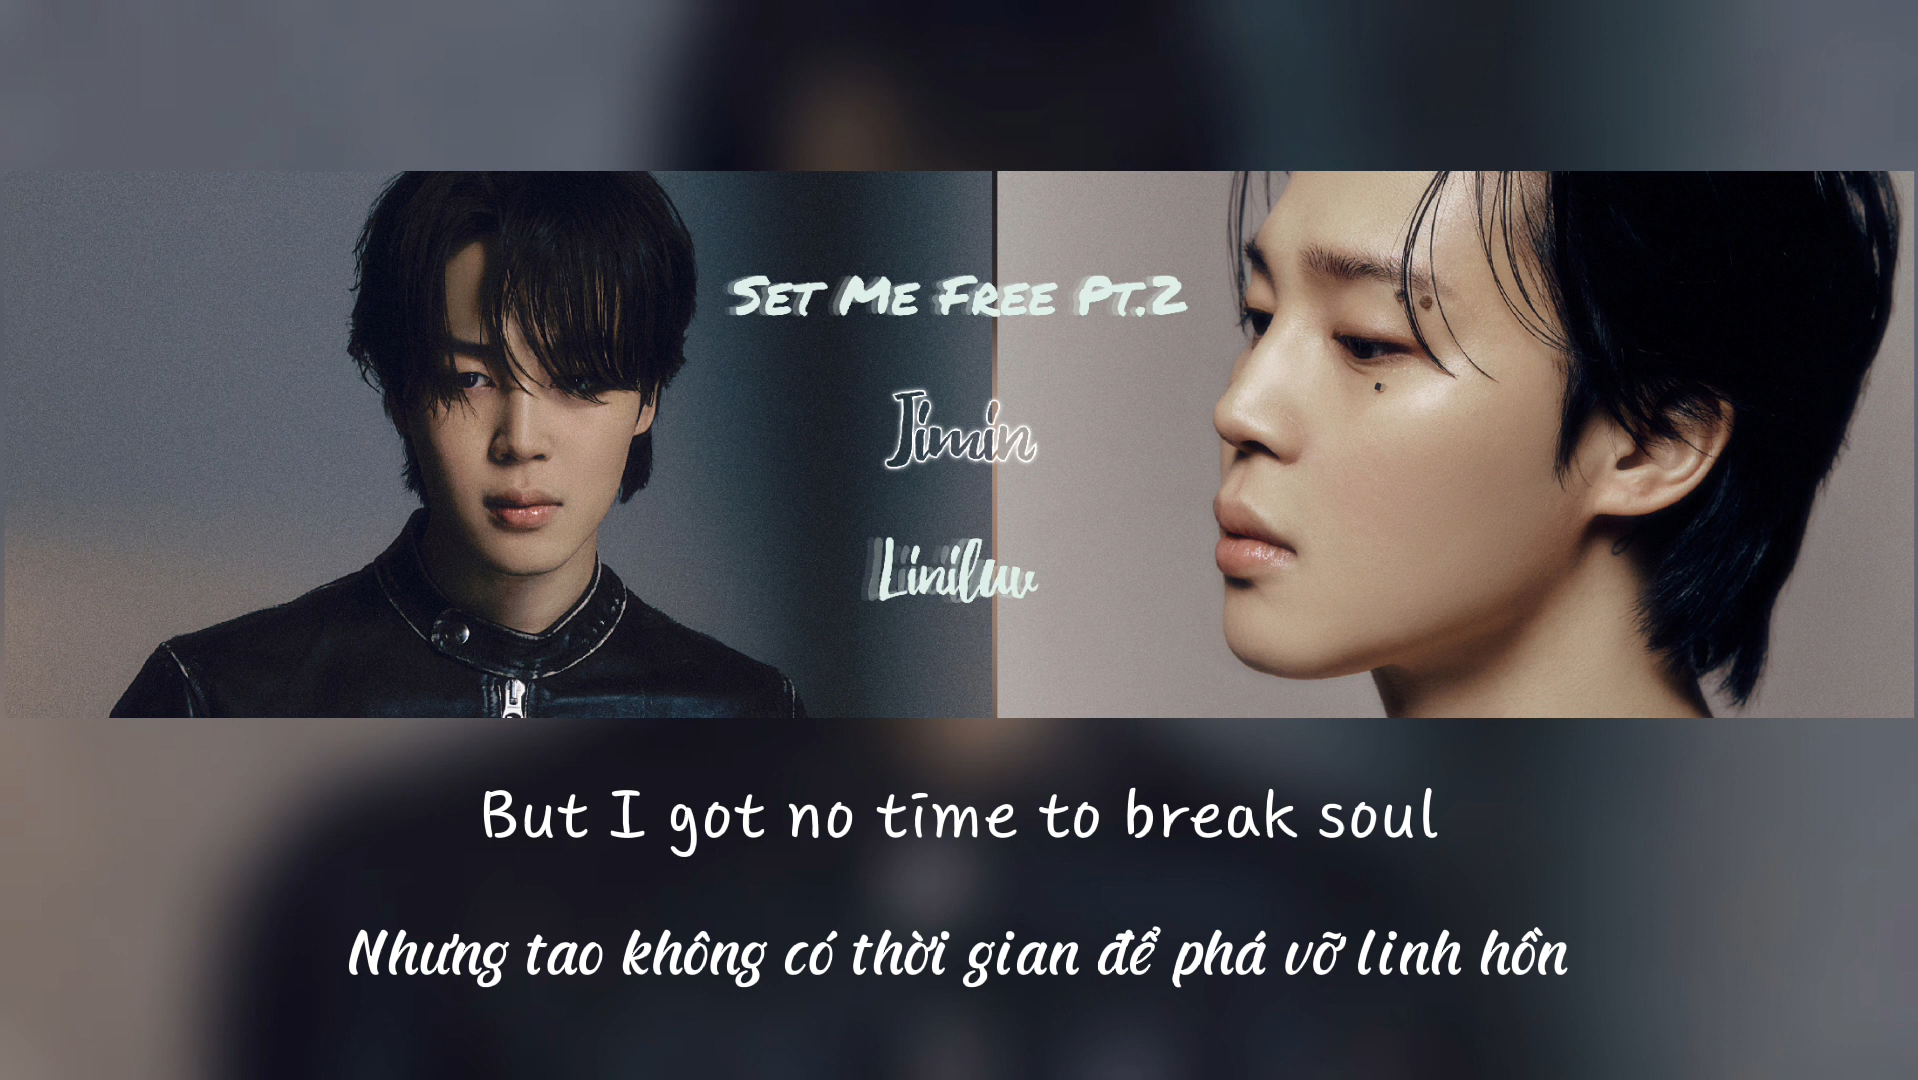 Set Me Free Pt.2
Jimin
Liniluv
But I got no time to break soul
Nhưng tao không có thời gian để phá vỡ linh hồn